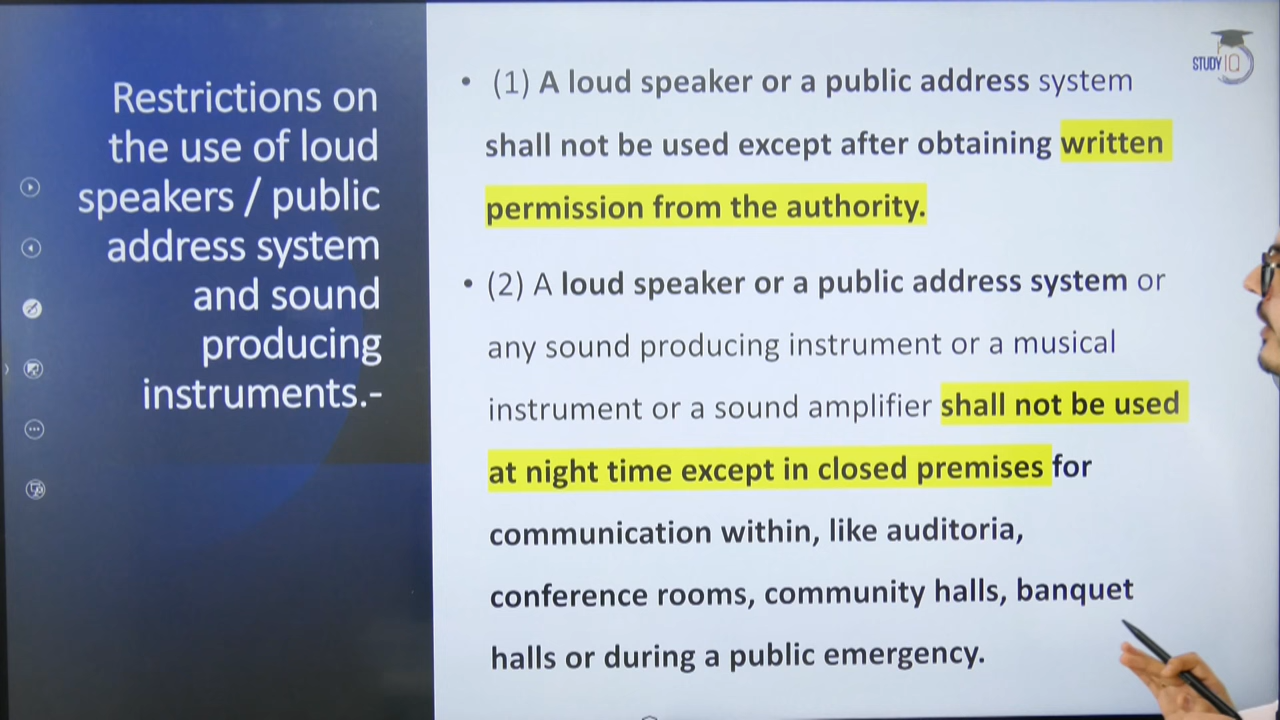 Restrictions on
the use of loud
speakers / public
address system
and sound
producing
instruments.-
• (1) A loud speaker or a public address system
shall not be used except after obtaining written
permission from the authority.
• (2) A loud speaker or a public address system or
any sound producing instrument or a musical
instrument or a sound amplifier shall not be used
at night time except in closed premises for
communication within, like auditoria,
conference rooms, community halls, banquet
halls or during a public emergency.
STUDY IQ